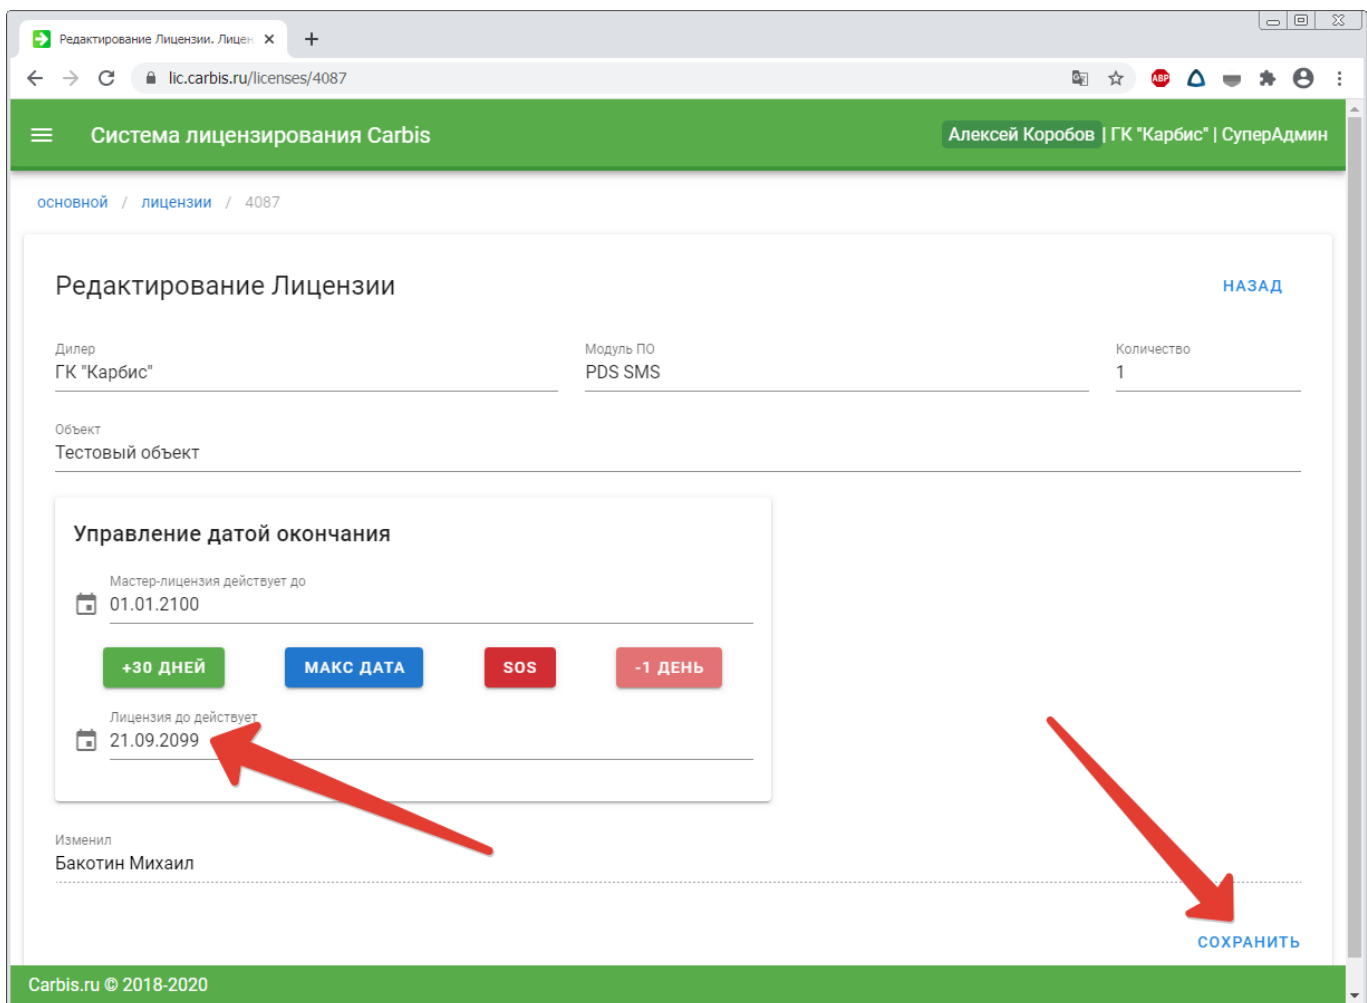 Редактирование Лицензии. Лицен
lic.carbis.ru/licenses/4087
ABP
Система лицензирования Carbis
Алексей Коробов | ГК "Карбис" | СуперАдмин
основной / лицензии / 4087
Редактирование Лицензии
НАЗАД
Дилер
Модуль ПО
Количество
ГК "Карбис"
PDS SMS
1
Объект
Тестовый объект
Управление датой окончания
Мастер-лицензия действует до
01.01.2100
+30 ДНЕЙ
МАКС ДАТА
SOS
-1 ДЕНЬ
Лицензия до действует
21.09.2099
Изменил
Бакотин Михаил
СОХРАНИТЬ
Carbis.ru © 2018-2020